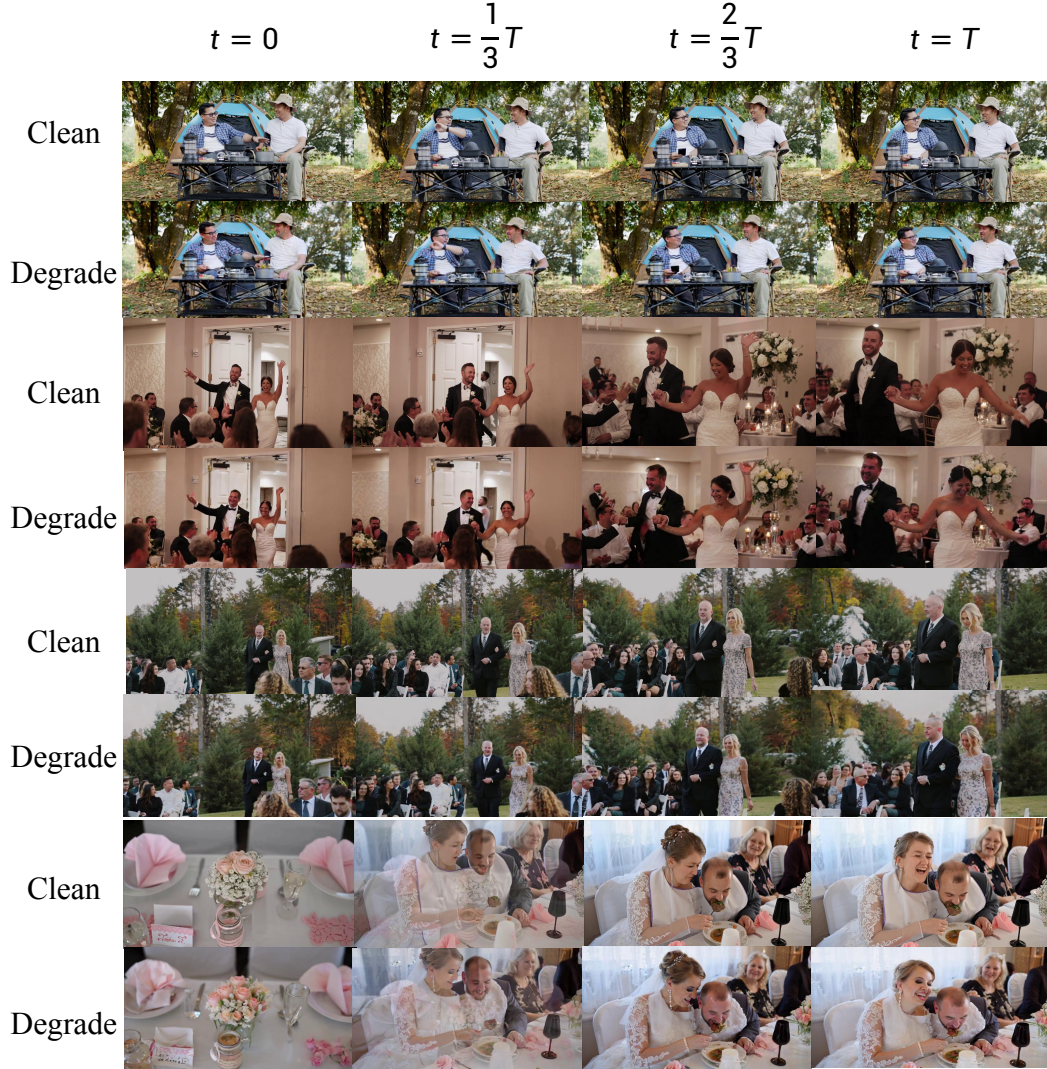 t = 0 t = 1/3 T t = 2/3 T t = T
Clean
Degrade
Clean
Degrade
Clean
Degrade
Clean
Degrade